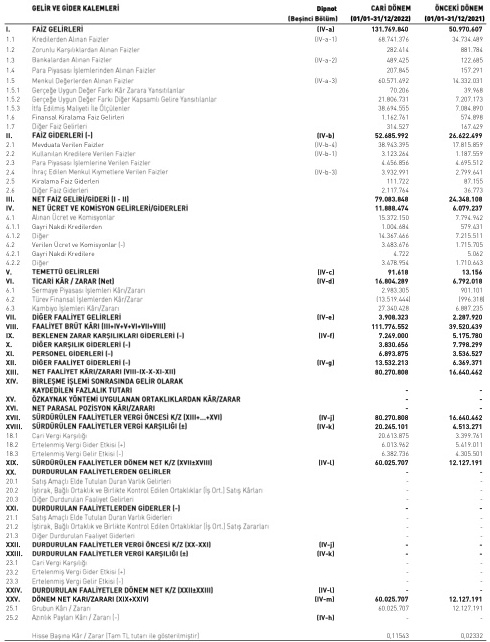 GELİR VE GİDER KALEMLERİ Dipnot CARİ DÖNEM ÖNCEKİ DÖNEM
(Beşinci Bölüm) (01/01-31/12/2022) (01/01-31/12/2021)
I. FAİZ GELİRLERİ (IV-a) 131.769.840 50.970.607
1.1 Kredilerden Alınan Faizler (IV-a-1) 68.741.376 34.734.489
1.2 Zorunlu Karşılıklardan Alınan Faizler 282.414 881.784
1.3 Bankalardan Alınan Faizler (IV-a-2) 489.425 122.685
1.4 Para Piyasası İşlemlerinden Alınan Faizler 207.845 157.291
1.5 Menkul Değerlerden Alınan Faizler (IV-a-3) 60.571.492 14.332.031
1.5.1 Gerçeğe Uygun Değer Farkı Kâr Zarara Yansıtılanlar 70.206 39.968
1.5.2 Gerçeğe Uygun Değer Farkı Diğer Kapsamlı Gelire Yansıtılanlar 21.806.731 7.207.173
1.5.3 İtfa Edilmiş Maliyeti İle Ölçülenler 38.694.555 7.084.890
1.6 Finansal Kiralama Faiz Gelirleri 1.162.761 574.898
1.7 Diğer Faiz Gelirleri 314.527 167.429
II. FAİZ GİDERLERİ (-) (IV-b) 52.685.992 26.622.499
2.1 Mevduata Verilen Faizler (IV-b-4) 38.943.395 17.815.859
2.2 Kullanılan Kredilere Verilen Faizler (IV-b-1) 3.123.264 1.187.559
2.3 Para Piyasası İşlemlerine Verilen Faizler 4.456.856 4.695.512
2.4 İhraç Edilen Menkul Kıymetlere Verilen Faizler (IV-b-3) 3.932.991 2.799.641
2.5 Kiralama Faiz Giderleri 111.722 87.155
2.6 Diğer Faiz Giderleri 2.117.764 36.773
III. NET FAİZ GELİRİ/GİDERİ (I - II) 79.083.848 24.348.108
IV. NET ÜCRET VE KOMİSYON GELİRLERİ/GİDERLERİ 11.888.474 6.079.237
4.1 Alınan Ücret ve Komisyonlar 15.372.150 7.794.942
4.1.1 Gayri Nakdi Kredilerden 1.004.684 579.431
4.1.2 Diğer 14.367.466 7.215.511
4.2 Verilen Ücret ve Komisyonlar (-) 3.483.676 1.715.705
4.2.1 Gayri Nakdi Kredilere 4.722 5.062
4.2.2 Diğer 3.478.954 1.710.643
V. TEMETTÜ GELİRLERİ (IV-c) 91.618 13.156
VI. TİCARİ KÂR / ZARAR (Net) (IV-d) 16.804.289 6.792.018
6.1 Sermaye Piyasası İşlemleri Kârı/Zararı 2.983.305 901.101
6.2 Türev Finansal İşlemlerden Kâr/Zarar (13.519.444) (996.318)
6.3 Kambiyo İşlemleri Kârı/Zararı 27.340.428 6.887.235
VII. DİĞER FAALİYET GELİRLERİ (IV-e) 3.908.323 2.287.920
VIII. FAALİYET BRÜT KÂRI (III+IV+V+VI+VII+VIII) 111.776.552 39.520.439
IX. BEKLENEN ZARAR KARŞILIKLARI GİDERLERİ (-) (IV-f) 7.249.000 5.175.780
X. DİĞER KARŞILIK GİDERLERİ (-) 3.830.656 7.798.299
XI. PERSONEL GİDERLERİ (-) 6.893.875 3.536.527
XII. DİĞER FAALİYET GİDERLERİ (-) (IV-g) 13.532.213 6.369.371
XIII. NET FAALİYET KÂRI/ZARARI (VIII-IX-X-XI-XII) 80.270.808 16.640.462
XIV. BİRLEŞME İŞLEMİ SONRASINDA GELİR OLARAK
KAYDEDİLEN FAZLALIK TUTARI - -
XV. ÖZKAYNAK YÖNTEMİ UYGULANAN ORTAKLIKLARDAN KÂR/ZARAR - -
XVI. NET PARASAL POZİSYON KÂRI/ZARARI - -
XVII. SÜRDÜRÜLEN FAALİYETLER VERGİ ÖNCESİ K/Z (XIII+...+XVI) (IV-j) 80.270.808 16.640.462
XVIII. SÜRDÜRÜLEN FAALİYETLER VERGİ KARŞILIĞI (±) (IV-k) 20.245.101 4.513.271
18.1 Cari Vergi Karşılığı 20.613.875 3.399.761
18.2 Ertelenmiş Vergi Gider Etkisi (+) 6.013.962 5.419.011
18.3 Ertelenmiş Vergi Gelir Etkisi (-) 6.382.736 4.305.501
XIX. SÜRDÜRÜLEN FAALİYETLER DÖNEM NET K/Z (XVII±XVIII) (IV-l) 60.025.707 12.127.191
XX. DURDURULAN FAALİYETLERDEN GELİRLER - -
20.1 Satış Amaçlı Elde Tutulan Duran Varlık Gelirleri - -
20.2 İştirak, Bağlı Ortaklık ve Birlikte Kontrol Edilen Ortaklıklar (İş Ort.) Satış Kârları - -
20.3 Diğer Durdurulan Faaliyet Gelirleri - -
XXI. DURDURULAN FAALİYETLERDEN GİDERLER (-) - -
21.1 Satış Amaçlı Elde Tutulan Duran Varlık Giderleri - -
21.2 İştirak, Bağlı Ortaklık ve Birlikte Kontrol Edilen Ortaklıklar (İş Ort.) Satış Zararları - -
21.3 Diğer Durdurulan Faaliyet Giderleri - -
XXII. DURDURULAN FAALİYETLER VERGİ ÖNCESİ K/Z (XX-XXI) (IV-j) - -
XXIII. DURDURULAN FAALİYETLER VERGİ KARŞILIĞI (±) (IV-k) - -
23.1 Cari Vergi Karşılığı - -
23.2 Ertelenmiş Vergi Gider Etkisi (+) - -
23.3 Ertelenmiş Vergi Gelir Etkisi (-) - -
XXIV. DURDURULAN FAALİYETLER DÖNEM NET K/Z (XXII±XXIII) (IV-l) - -
XXV. DÖNEM NET KARI/ZARARI (XIX+XXIV) (IV-m) 60.025.707 12.127.191
25.1 Grubun Kârı / Zararı 60.025.707 12.127.191
25.2 Azınlık Payları Kârı / Zararı (-) (IV-h) - -
Hisse Başına Kâr / Zarar (Tam TL tutarı ile gösterilmiştir) 0,11543 0,02332